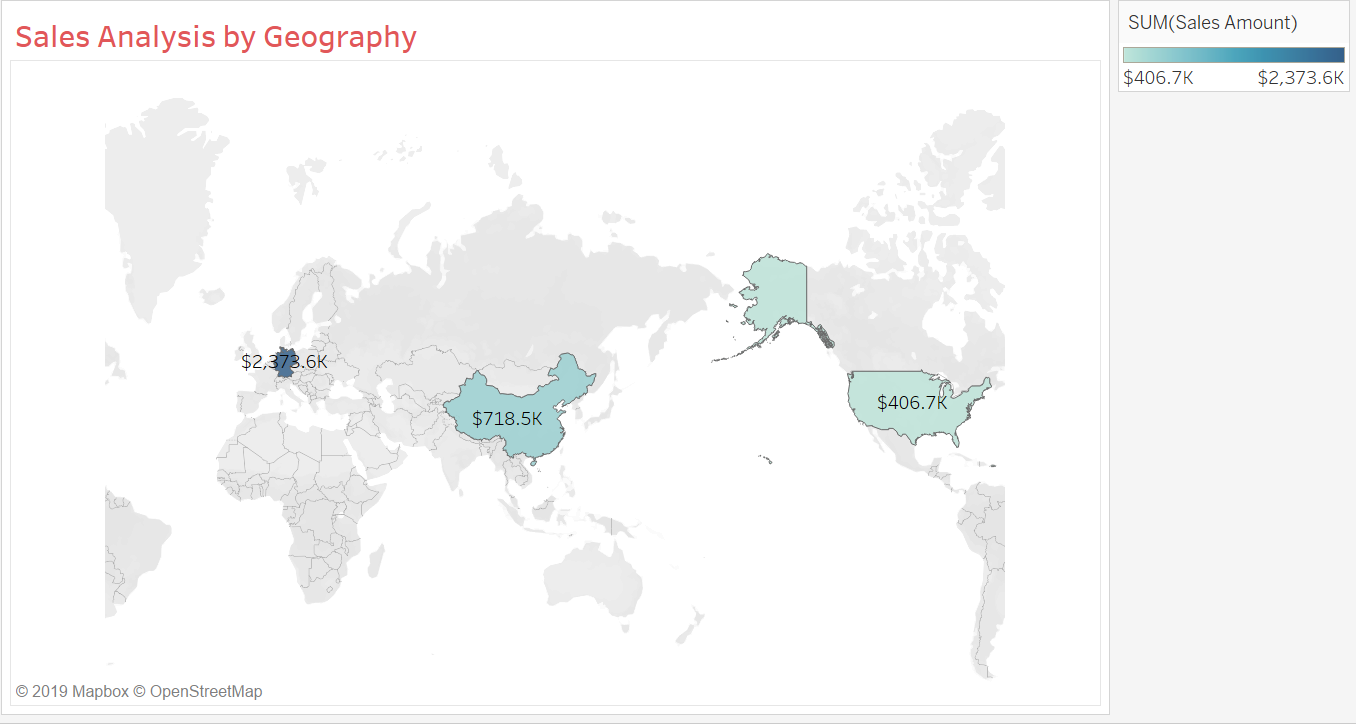 Sales Analysis by Geography
SUM(Sales Amount)
$406.7K $2,373.6K
$2,373.6K
$718.5K
$406.7K
© 2019 Mapbox © OpenStreetMap